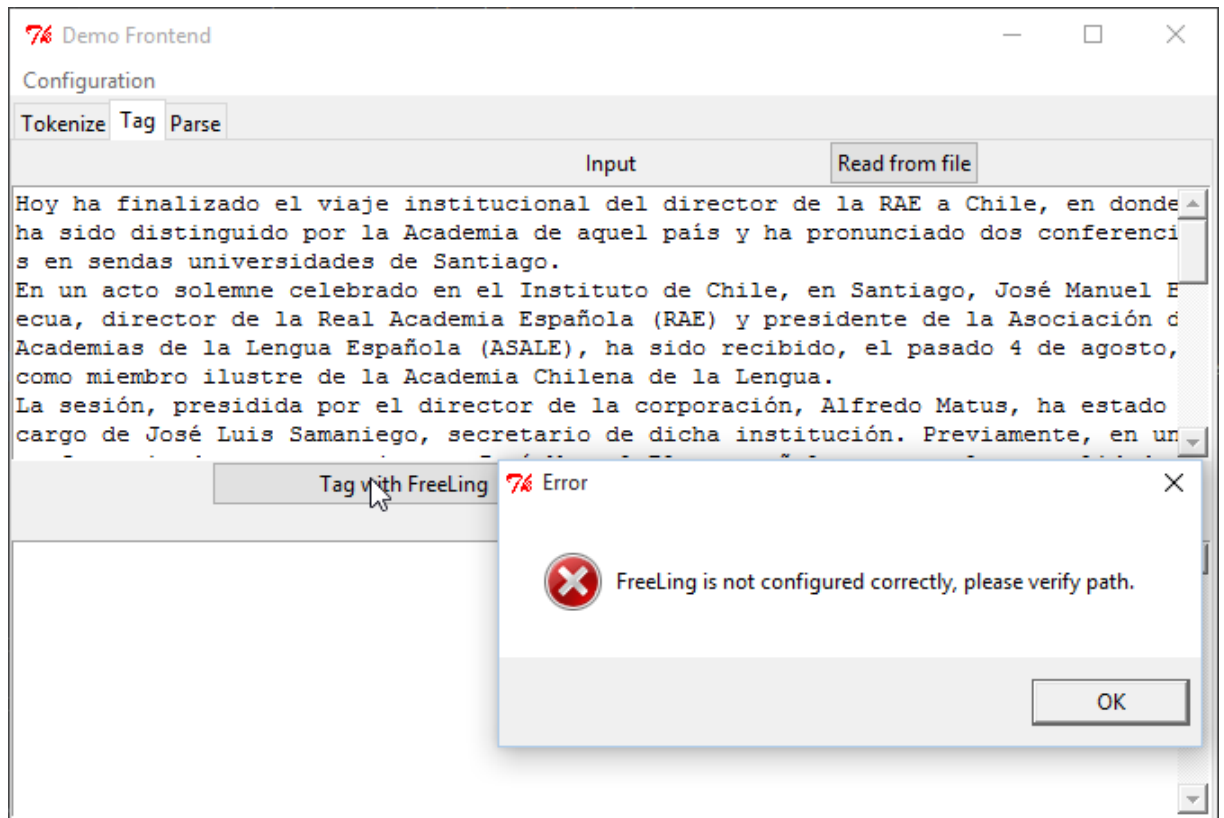 Demo Frontend
Configuration
Tokenize Tag Parse
Input Read from file
Hoy ha finalizado el viaje institucional del director de la RAE a Chile, en donde
ha sido distinguido por la Academia de aquel país y ha pronunciado dos conferenci
s en sendas universidades de Santiago.
En un acto solemne celebrado en el Instituto de Chile, en Santiago, José Manuel B
ecua, director de la Real Academia Española (RAE) y presidente de la Asociación d
Academias de la Lengua Española (ASALE), ha sido recibido, el pasado 4 de agosto,
como miembro ilustre de la Academia Chilena de la Lengua.
La sesión, presidida por el director de la corporación, Alfredo Matus, ha estado
cargo de José Luis Samaniego, secretario de dicha institución. Previamente, en un
Tag with FreeLing
Error
FreeLing is not configured correctly, please verify path.
OK